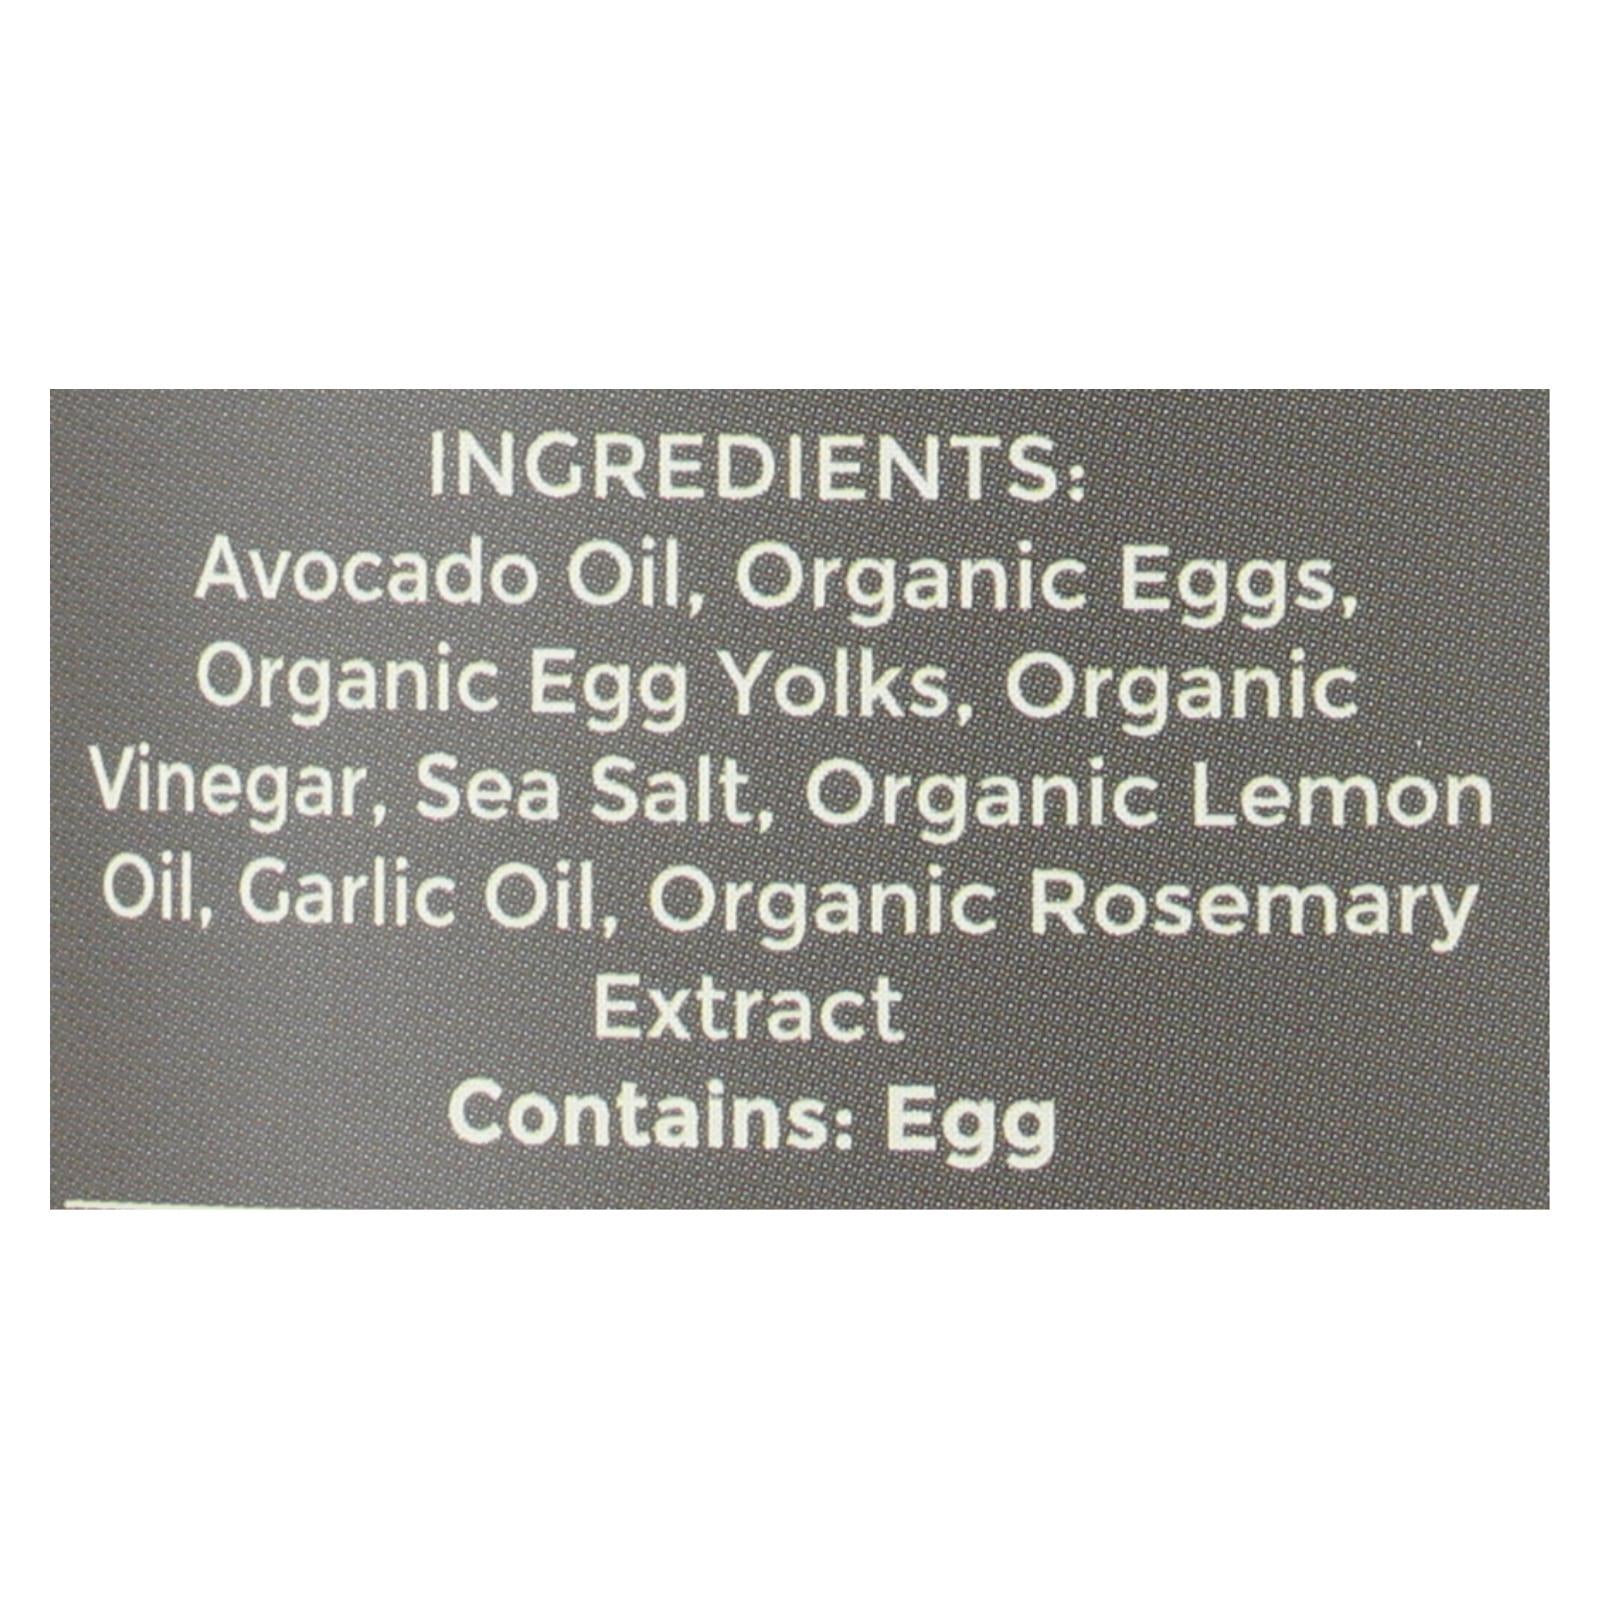 INGREDIENTS:
Avocado Oil, Organic Eggs,
Organic Egg Yolks, Organic
Vinegar, Sea Salt, Organic Lemon
Oil, Garlic Oil, Organic Rosemary
Extract
Contains: Egg